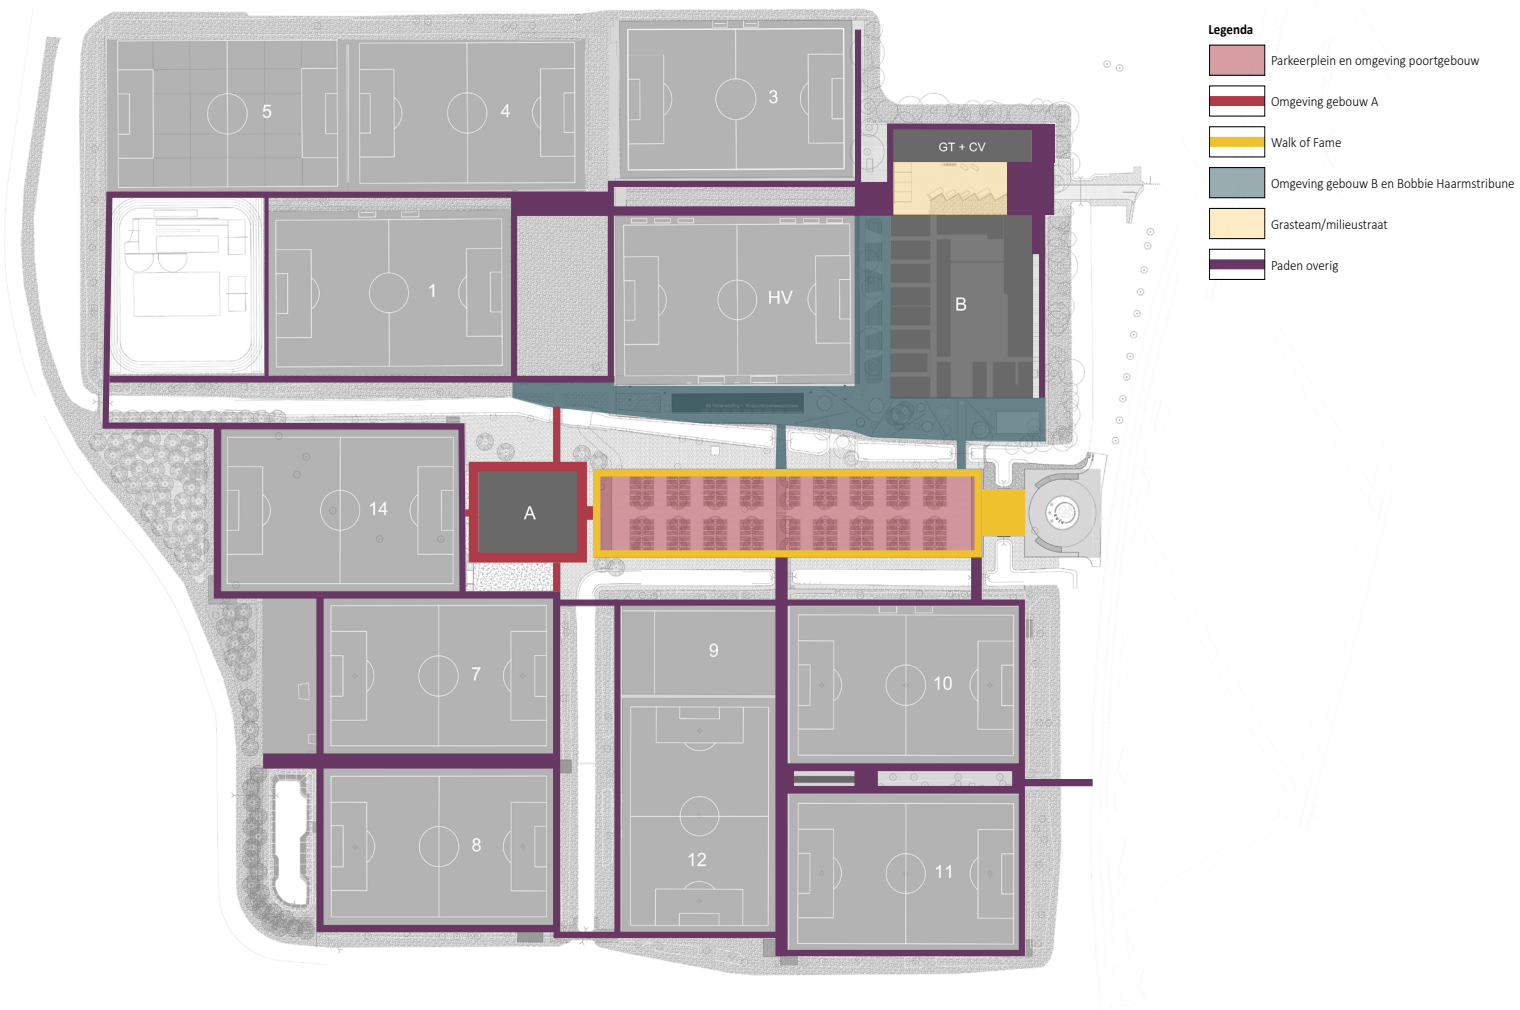 Legenda
Parkeerplein en omgeving poortgebouw
Omgeving gebouw A
Walk of Fame
Omgeving gebouw B en Bobbie Haarmstribune
Grasteam/milieustraat
Paden overig
5
4
3
GT + CV
1
HV
B
14
A
7
9
10
8
12
11